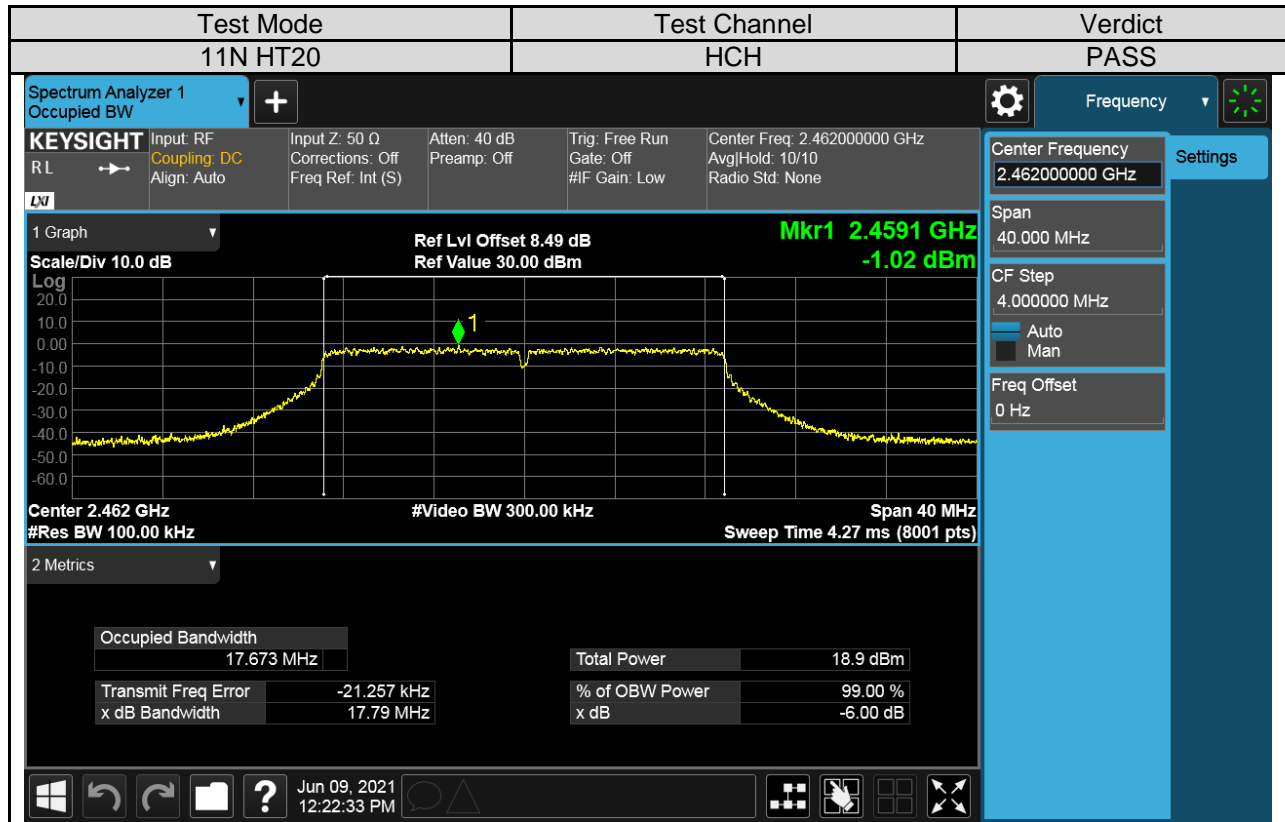 Test Mode Test Channel Verdict
11N HT20 HCH PASS
Spectrum Analyzer 1
Occupied BW
+
Frequency
KEYSIGHT
RL
LXI
Input: RF
Coupling: DC
Align: Auto
Input Z: 50 Ω
Corrections: Off
Freq Ref: Int (S)
Atten: 40 dB
Preamp: Off
Trig: Free Run
Gate: Off
#IF Gain: Low
Center Freq: 2.462000000 GHz
Avg|Hold: 10/10
Radio Std: None
Center Frequency
2.462000000 GHz
Settings
Span
40.000 MHz
CF Step
4.000000 MHz
Auto
Man
Freq Offset
0 Hz
1 Graph
Scale/Div 10.0 dB
Ref Lvl Offset 8.49 dB
Ref Value 30.00 dBm
Mkr1 2.4591 GHz
-1.02 dBm
Log
20.0
10.0
0.00
-10.0
-20.0
-30.0
-40.0
-50.0
-60.0
1
Center 2.462 GHz
#Res BW 100.00 kHz
#Video BW 300.00 kHz
Span 40 MHz
Sweep Time 4.27 ms (8001 pts)
2 Metrics
Occupied Bandwidth
17.673 MHz
Transmit Freq Error -21.257 kHz
x dB Bandwidth 17.79 MHz
Total Power 18.9 dBm
% of OBW Power 99.00 %
x dB -6.00 dB
?
Jun 09, 2021
12:22:33 PM